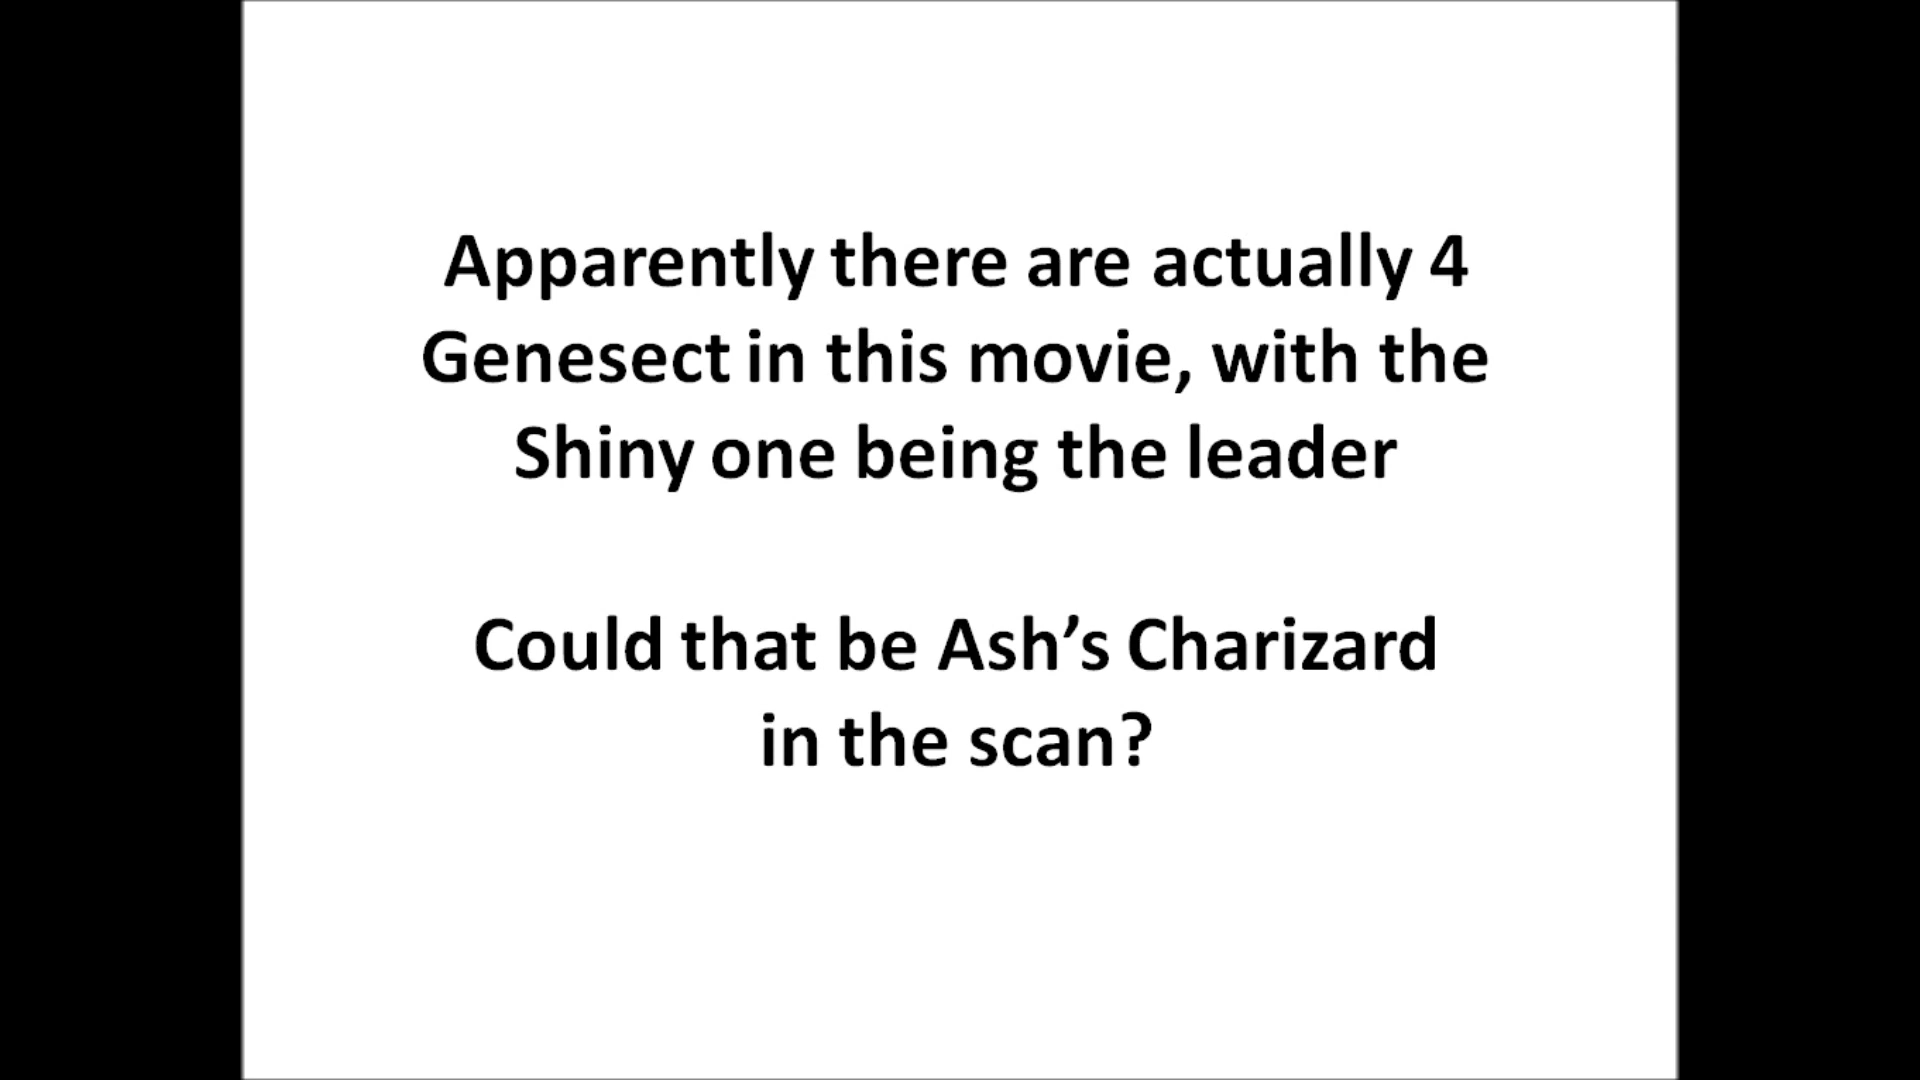 Apparently there are actually 4
Genesect in this movie, with the
Shiny one being the leader
Could that be Ash’s Charizard
in the scan?